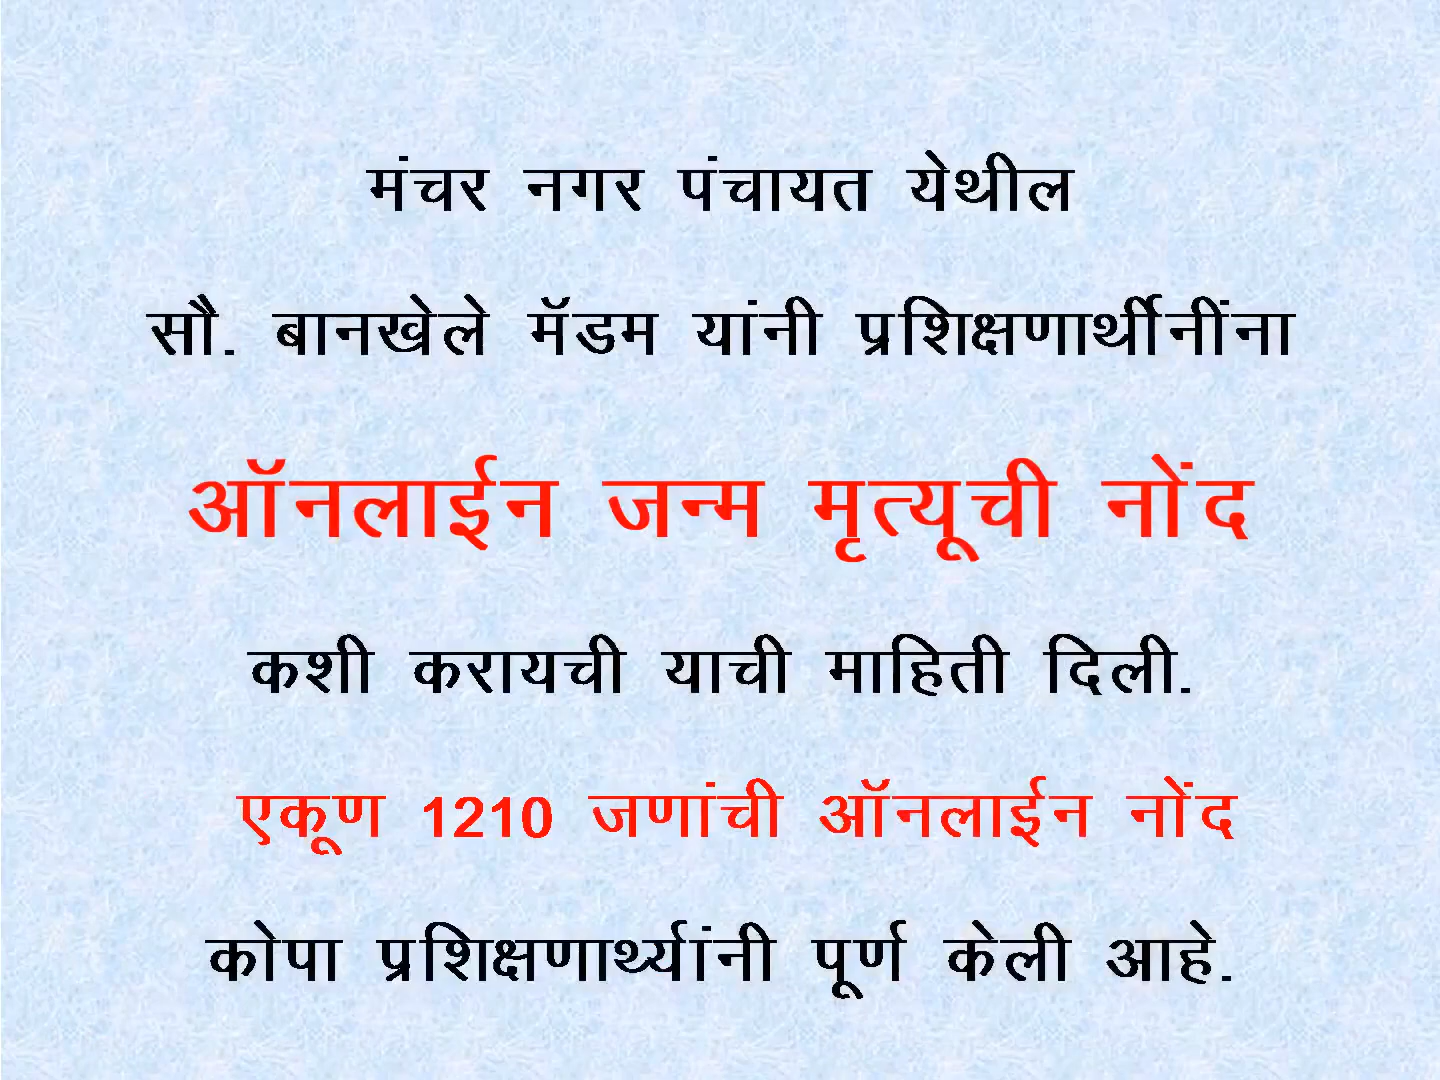 मंचर नगर पंचायत येथील
सौ. बानखेले मॅडम यांनी प्रशिक्षणार्थीनींना
ऑनलाईन जन्म मृत्यूची नोंद
कशी करायची याची माहिती दिली.
एकूण 1210 जणांची ऑनलाईन नोंद
कोपा प्रशिक्षणार्थ्यांनी पूर्ण केली आहे.